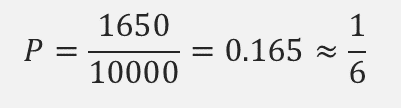 P = 1650/10000 = 0.165 ≈ 1/6